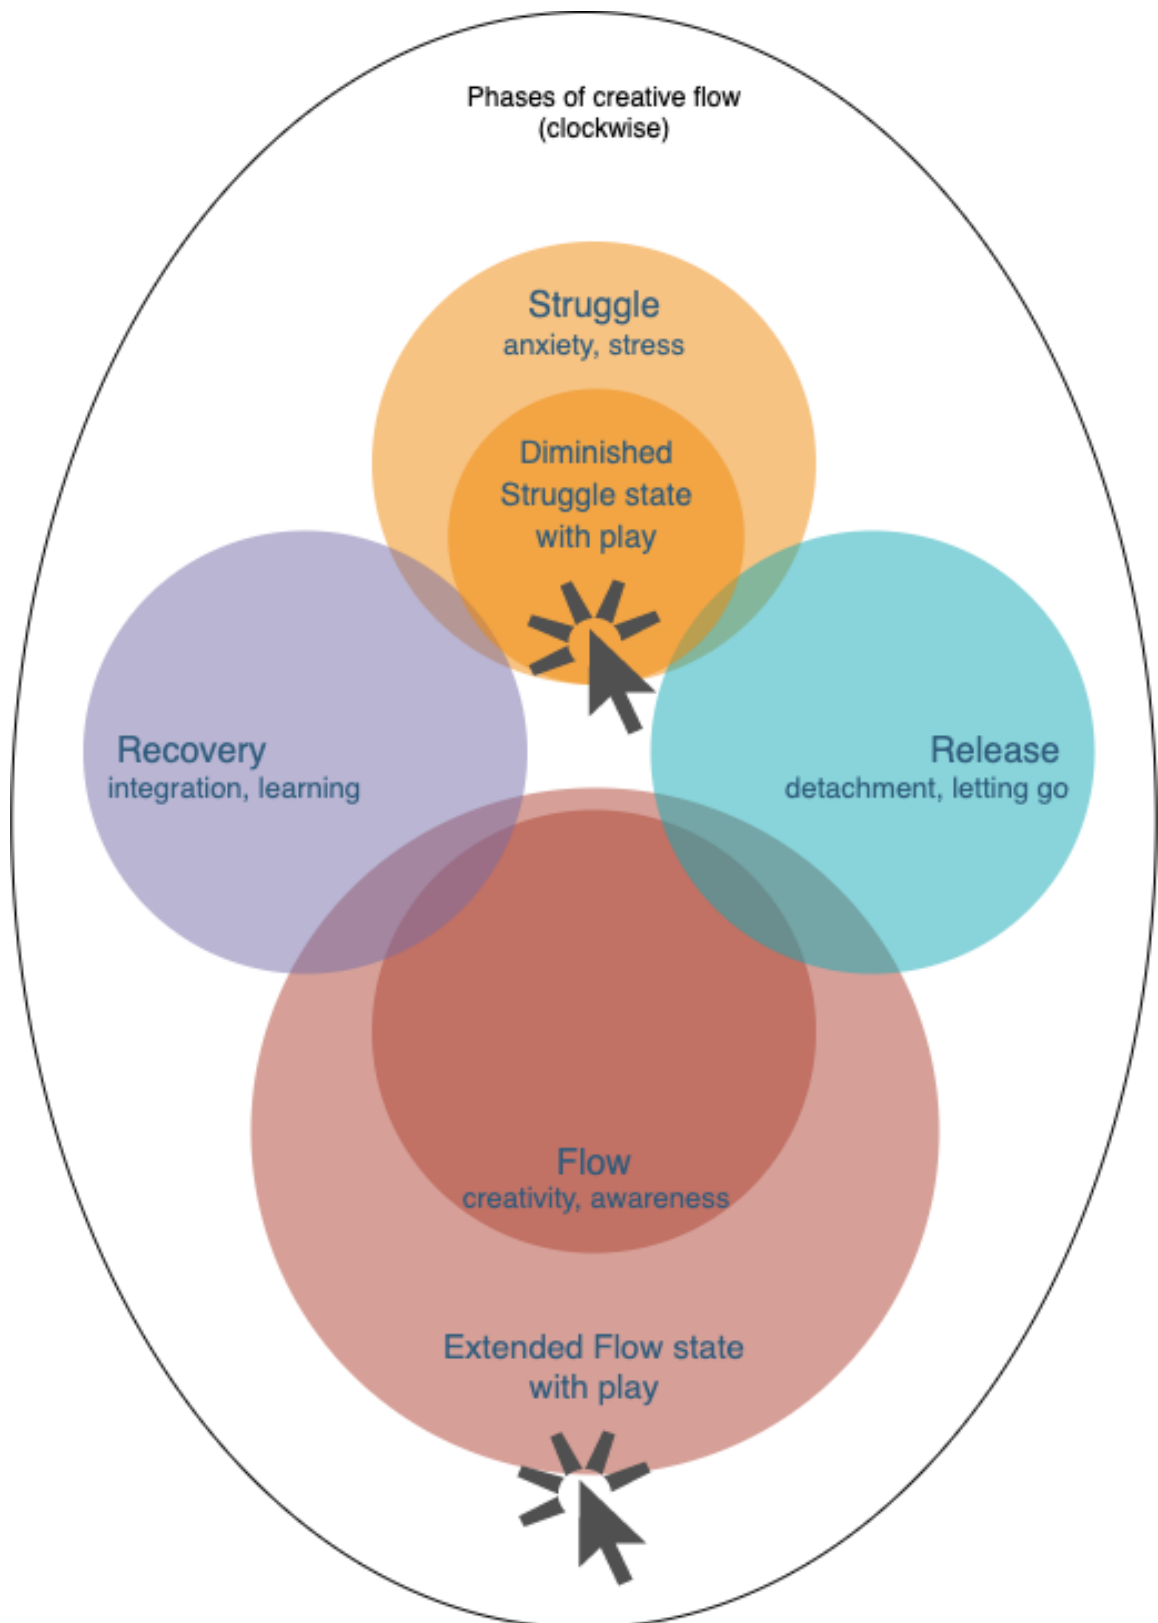 Phases of creative flow
(clockwise)
Struggle
anxiety, stress
Diminished
Struggle state
with play
Recovery
integration, learning
Release
detachment, letting go
Flow
creativity, awareness
Extended Flow state
with play